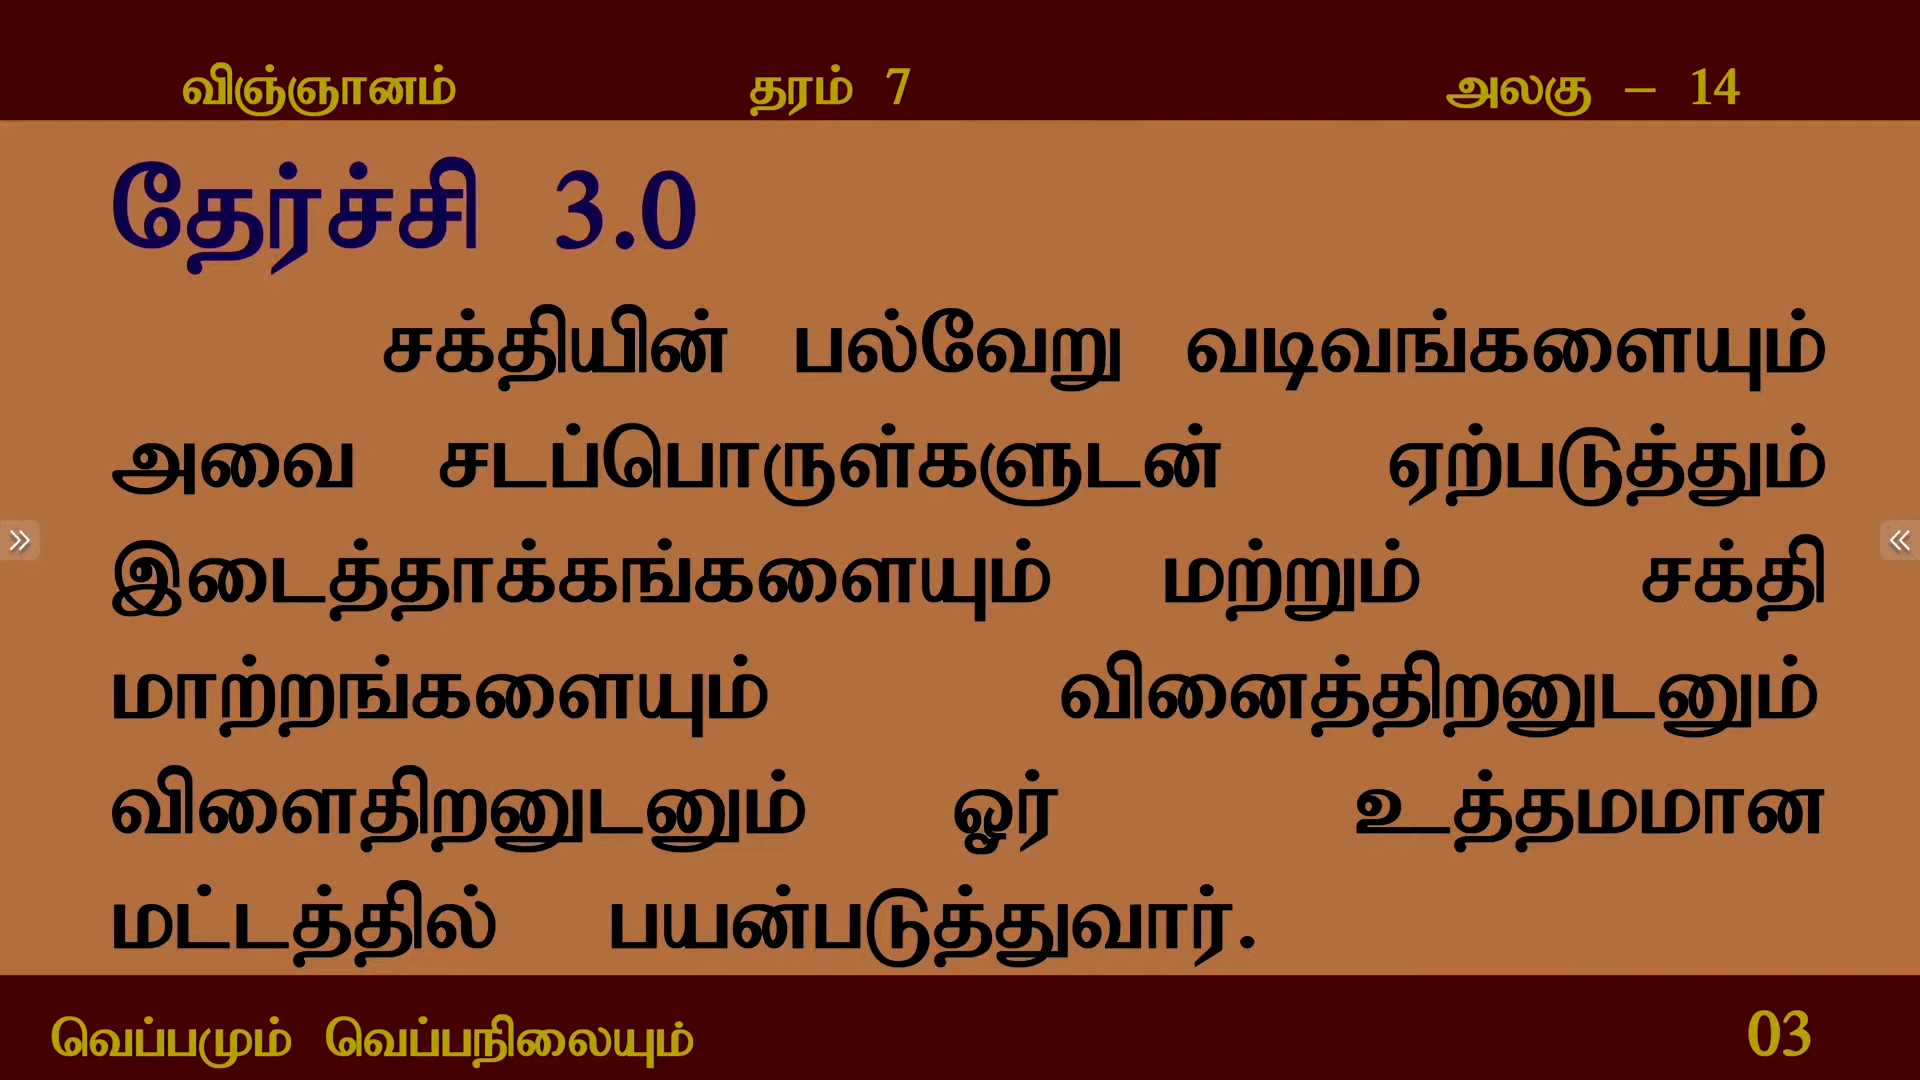 விஞ்ஞானம் தரம் 7 அலகு – 14
தேர்ச்சி 3.0
சக்தியின் பல்வேறு வடிவங்களையும்
அவை சடப்பொருள்களுடன் ஏற்படுத்தும்
இடைத்தாக்கங்களையும் மற்றும் சக்தி
மாற்றங்களையும் வினைத்திறனுடனும்
விளைதிறனுடனும் ஓர் உத்தமமான
மட்டத்தில் பயன்படுத்துவார்.
வெப்பமும் வெப்பநிலையும் 03